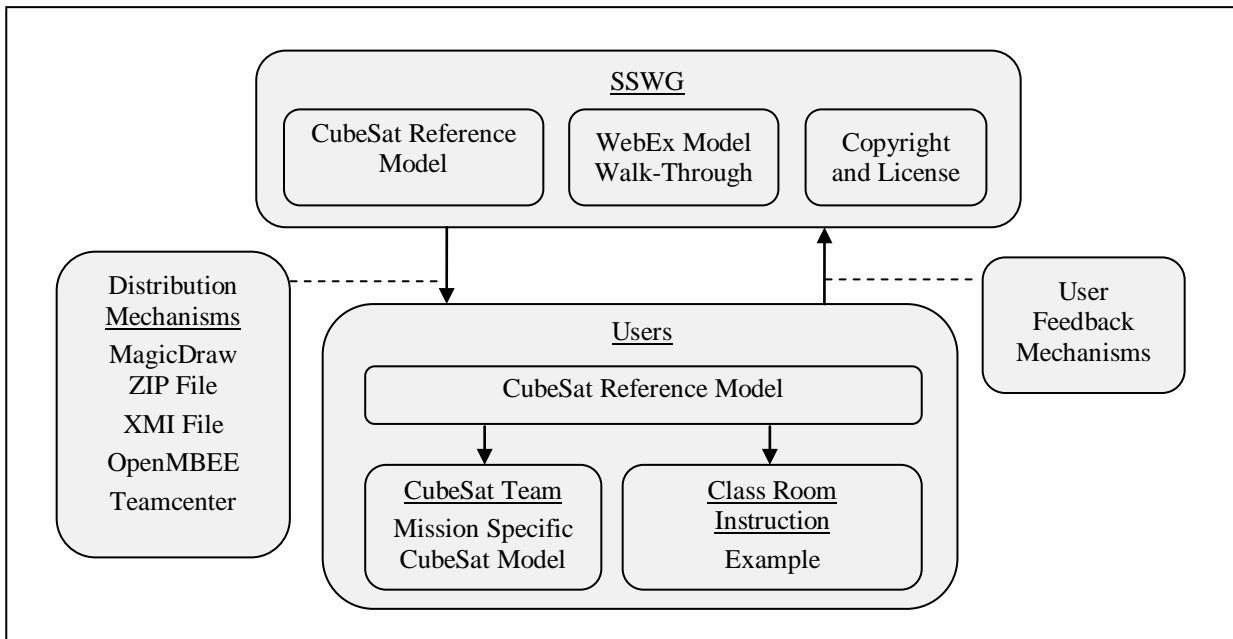 SSWG
CubeSat Reference
Model
WebEx Model
Walk-Through
Copyright
and License
Distribution
Mechanisms
MagicDraw
ZIP File
XMI File
OpenMBEE
Teamcenter
User
Feedback
Mechanisms
Users
CubeSat Reference Model
CubeSat Team
Mission Specific
CubeSat Model
Class Room
Instruction
Example